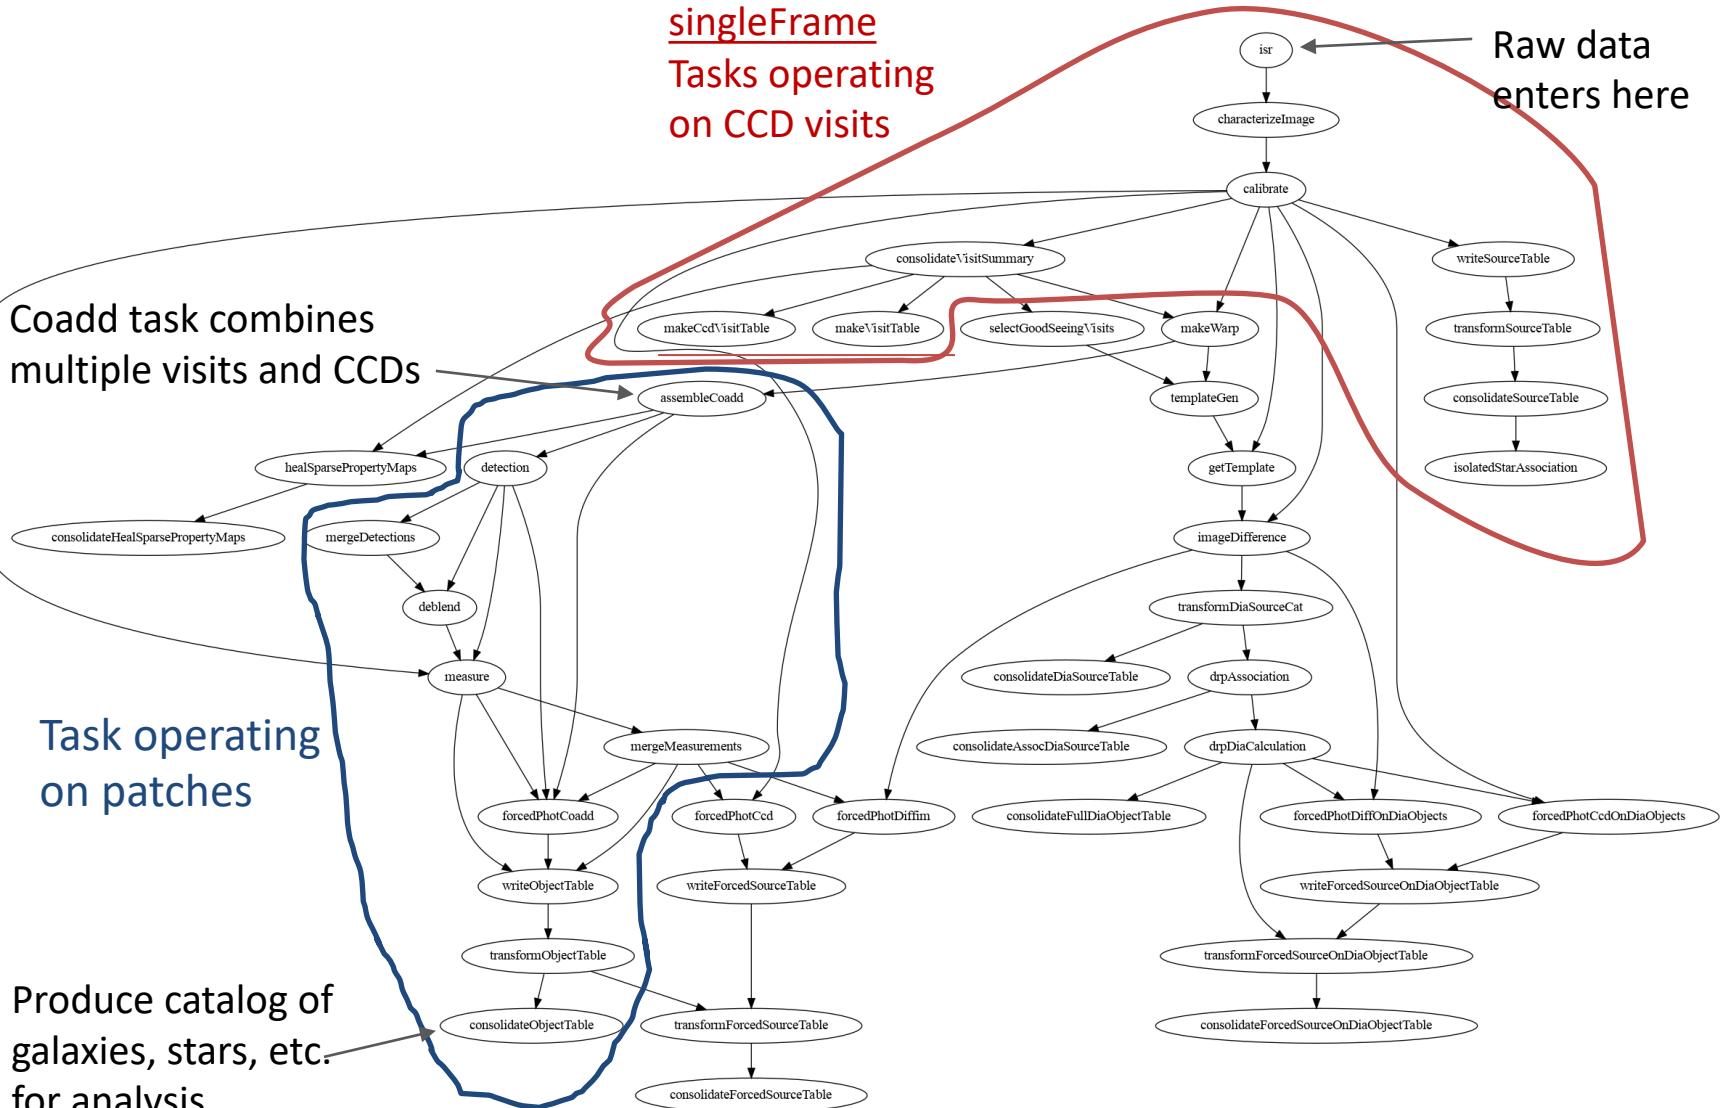 singleFrame
Tasks operating
on CCD visits
Raw data
enters here
isr
characterizeImage
calibrate
consolidateVisitSummary
writeSourceTable
Coadd task combines
multiple visits and CCDs
makeCcdVisitTable
makeVisitTable
selectGoodSeeingVisits
makeWarp
transformSourceTable
assembleCoadd
templateGen
consolidateSourceTable
healSparsePropertyMaps
detection
getTemplate
isolatedStarAssociation
consolidateHealSparsePropertyMaps
mergeDetections
imageDifference
deblend
transformDiaSourceCat
measure
consolidateDiaSourceTable
drpAssociation
Task operating
on patches
mergeMeasurements
consolidateAssocDiaSourceTable
drpDiaCalculation
forcedPhotCoadd
forcedPhotCcd
forcedPhotDiffim
consolidateFullDiaObjectTable
forcedPhotDiffOnDiaObjects
forcedPhotCcdOnDiaObjects
writeObjectTable
writeForcedSourceTable
writeForcedSourceOnDiaObjectTable
transformObjectTable
transformForcedSourceOnDiaObjectTable
Produce catalog of
galaxies, stars, etc.
for analysis
consolidateObjectTable
transformForcedSourceTable
consolidateForcedSourceOnDiaObjectTable
consolidateForcedSourceTable